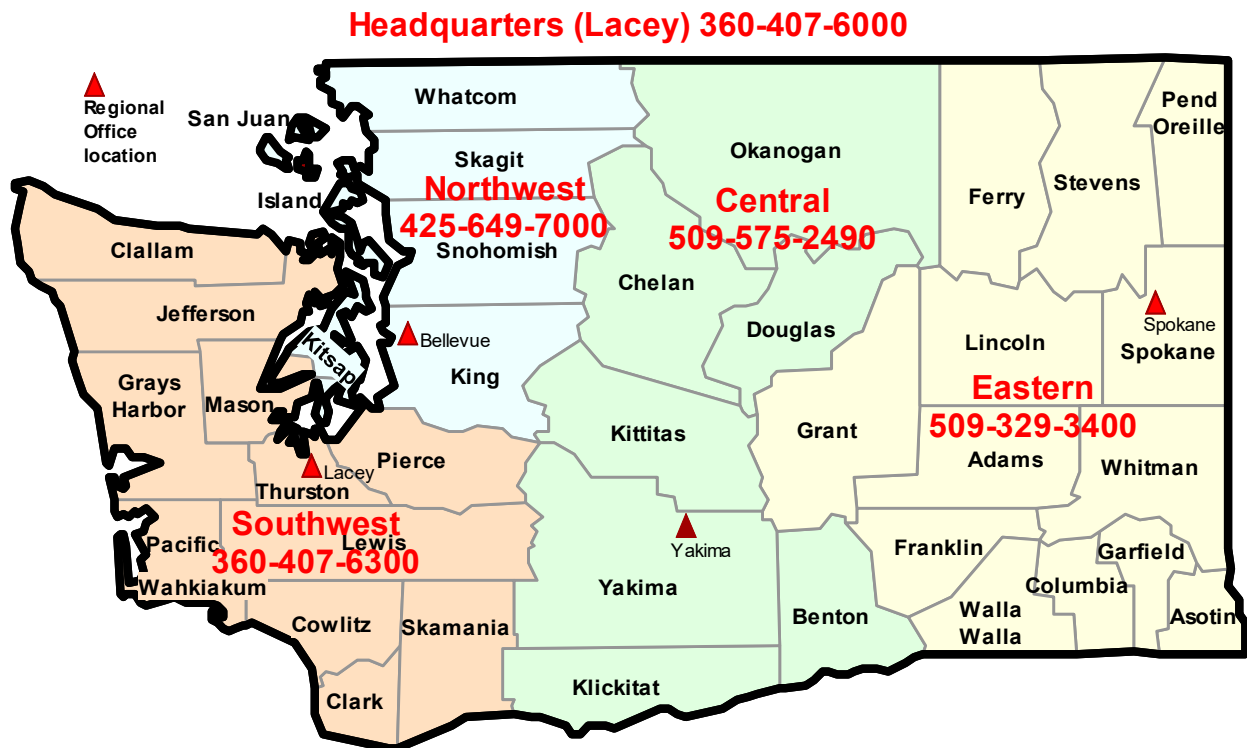 Headquarters (Lacey) 360-407-6000
Regional
Office
location
San Juan
Island
Whatcom
Skagit
Northwest
425-649-7000
Snohomish
Bellevue
King
Kitsap
Okanogan
Central
509-575-2490
Chelan
Douglas
Kittitas
Yakima
Yakima
Benton
Klickitat
Pend
Oreille
Stevens
Ferry
Spokane
Spokane
Lincoln
Eastern
509-329-3400
Grant
Adams
Whitman
Franklin
Garfield
Columbia
Walla
Walla
Asotin
Clallam
Jefferson
Grays
Harbor
Mason
Pierce
Lacey
Thurston
Southwest
360-407-6300
Lewis
Pacific
Wahkiakum
Cowlitz
Skamania
Clark